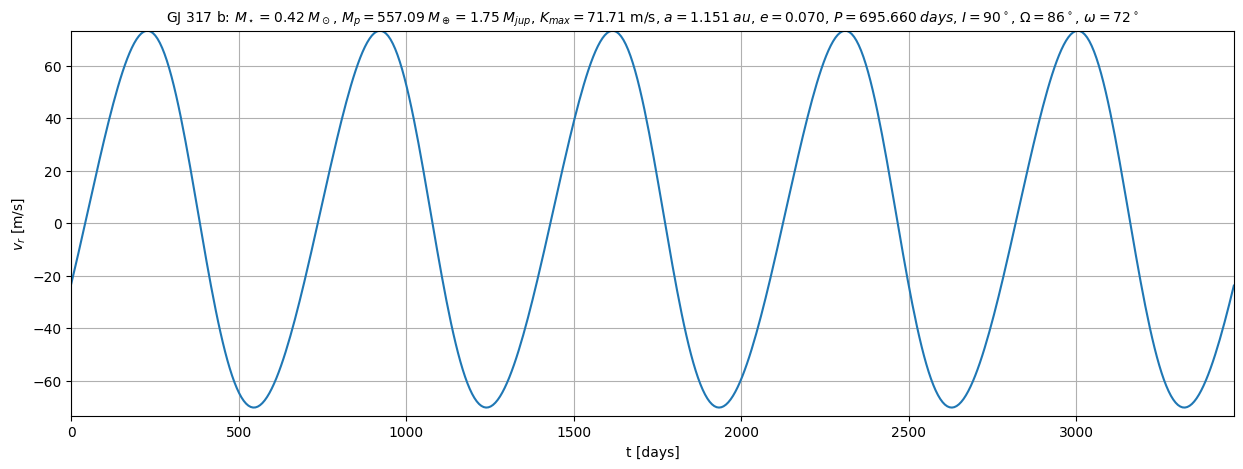 GJ 317 b: $M_\star = 0.42\,M_\odot$, $M_p = 557.09\,M_\oplus = 1.75\,M_{jup}$, $K_{max} = 71.71$ m/s, $a = 1.151\,au$, $e = 0.070$, $P = 695.660\,days$, $I = 90^\circ$, $\Omega = 86^\circ$, $\omega = 72^\circ$
60
40
20
0
−20
−40
−60
$v_r$ [m/s]
0 500 1000 1500 2000 2500 3000
t [days]